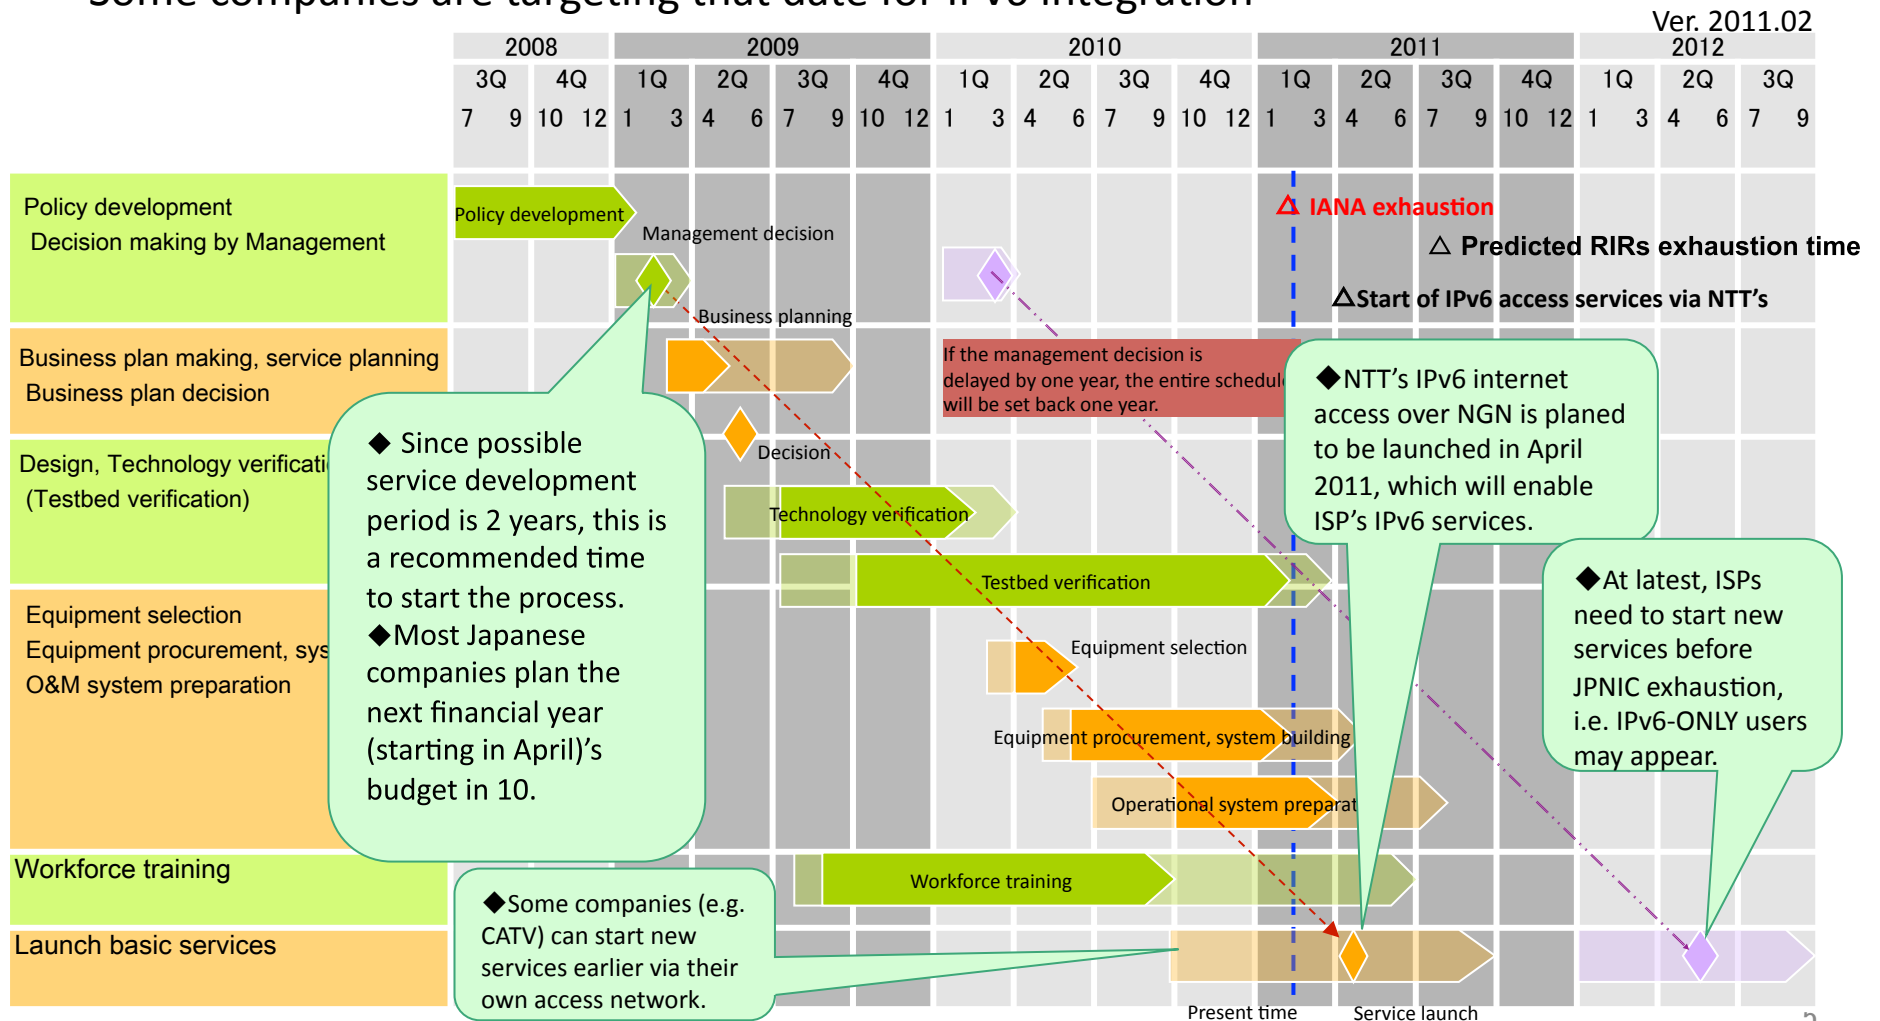 Some companies are targeting that date for IPv6 integration
Ver. 2011.02
2008 2009 2010 2011 2012
3Q 4Q 1Q 2Q 3Q 4Q 1Q 2Q 3Q 4Q 1Q 2Q 3Q 4Q 1Q 2Q 3Q
7 9 10 12 1 3 4 6 7 9 10 12 1 3 4 6 7 9 10 12 1 3 4 6 7 9 10 12 1 3 4 6 7 9
Policy development
Decision making by Management
Policy development
Management decision
IANA exhaustion
Predicted RIRs exhaustion time
Start of IPv6 access services via NTT's
Business plan making, service planning
Business plan decision
Business planning
Decision
If the management decision is
delayed by one year, the entire schedule
will be set back one year.
◆NTT's IPv6 internet
access over NGN is planed
to be launched in April
2011, which will enable
ISP's IPv6 services.
◆ Since possible
service development
period is 2 years, this is
a recommended time
to start the process.
◆Most Japanese
companies plan the
next financial year
(starting in April)'s
budget in 10.
Design, Technology verificati
(Testbed verification)
Technology verification
Testbed verification
◆At latest, ISPs
need to start new
services before
JPNIC exhaustion,
i.e. IPv6-ONLY users
may appear.
Equipment selection
Equipment procurement, sys
O&M system preparation
Equipment selection
Equipment procurement, system building
Operational system preparat
Workforce training
Workforce training
Launch basic services
◆Some companies (e.g.
CATV) can start new
services earlier via their
own access network.
Present time
Service launch